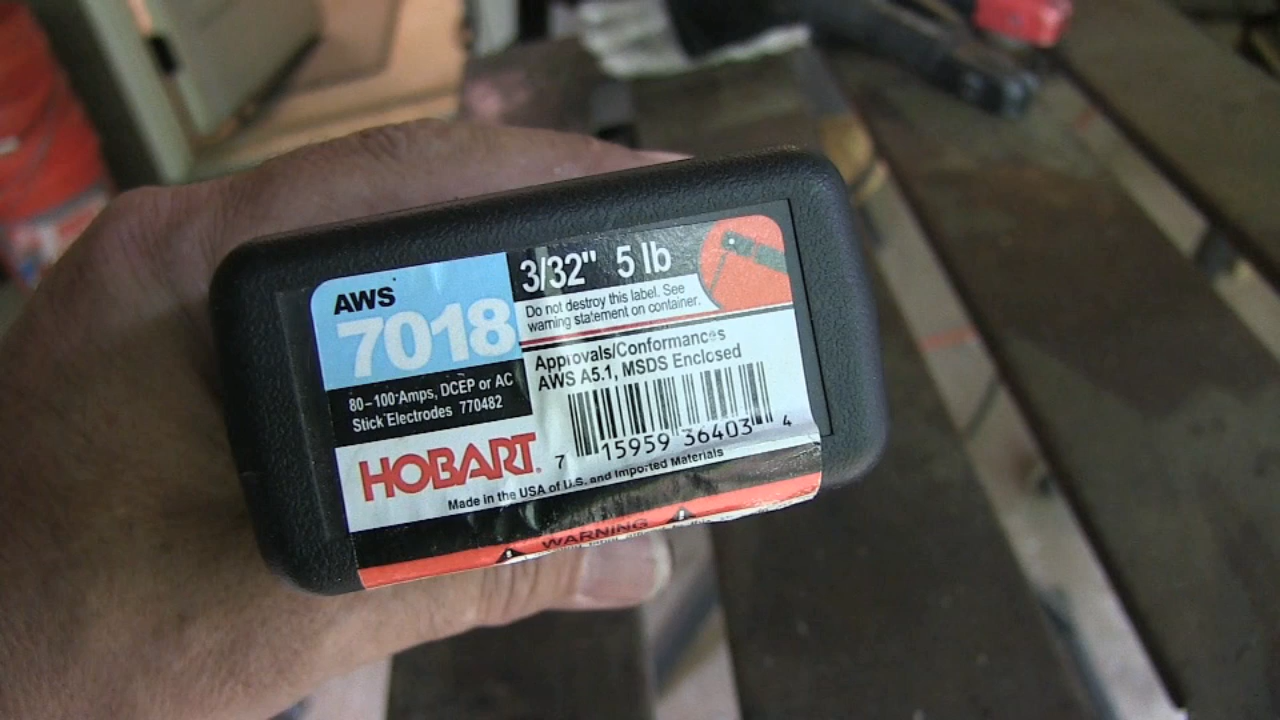 AWS
7018
3/32" 5 lb
Do not destroy this label. See
warning statement on container.
80-100 Amps, DCEP or AC
Stick Electrodes 770482
Approvals/Conformances
AWS A5.1, MSDS Enclosed
7 15959 36403 4
HOBART
Made in the USA of U.S. and Imported Materials
WARNING